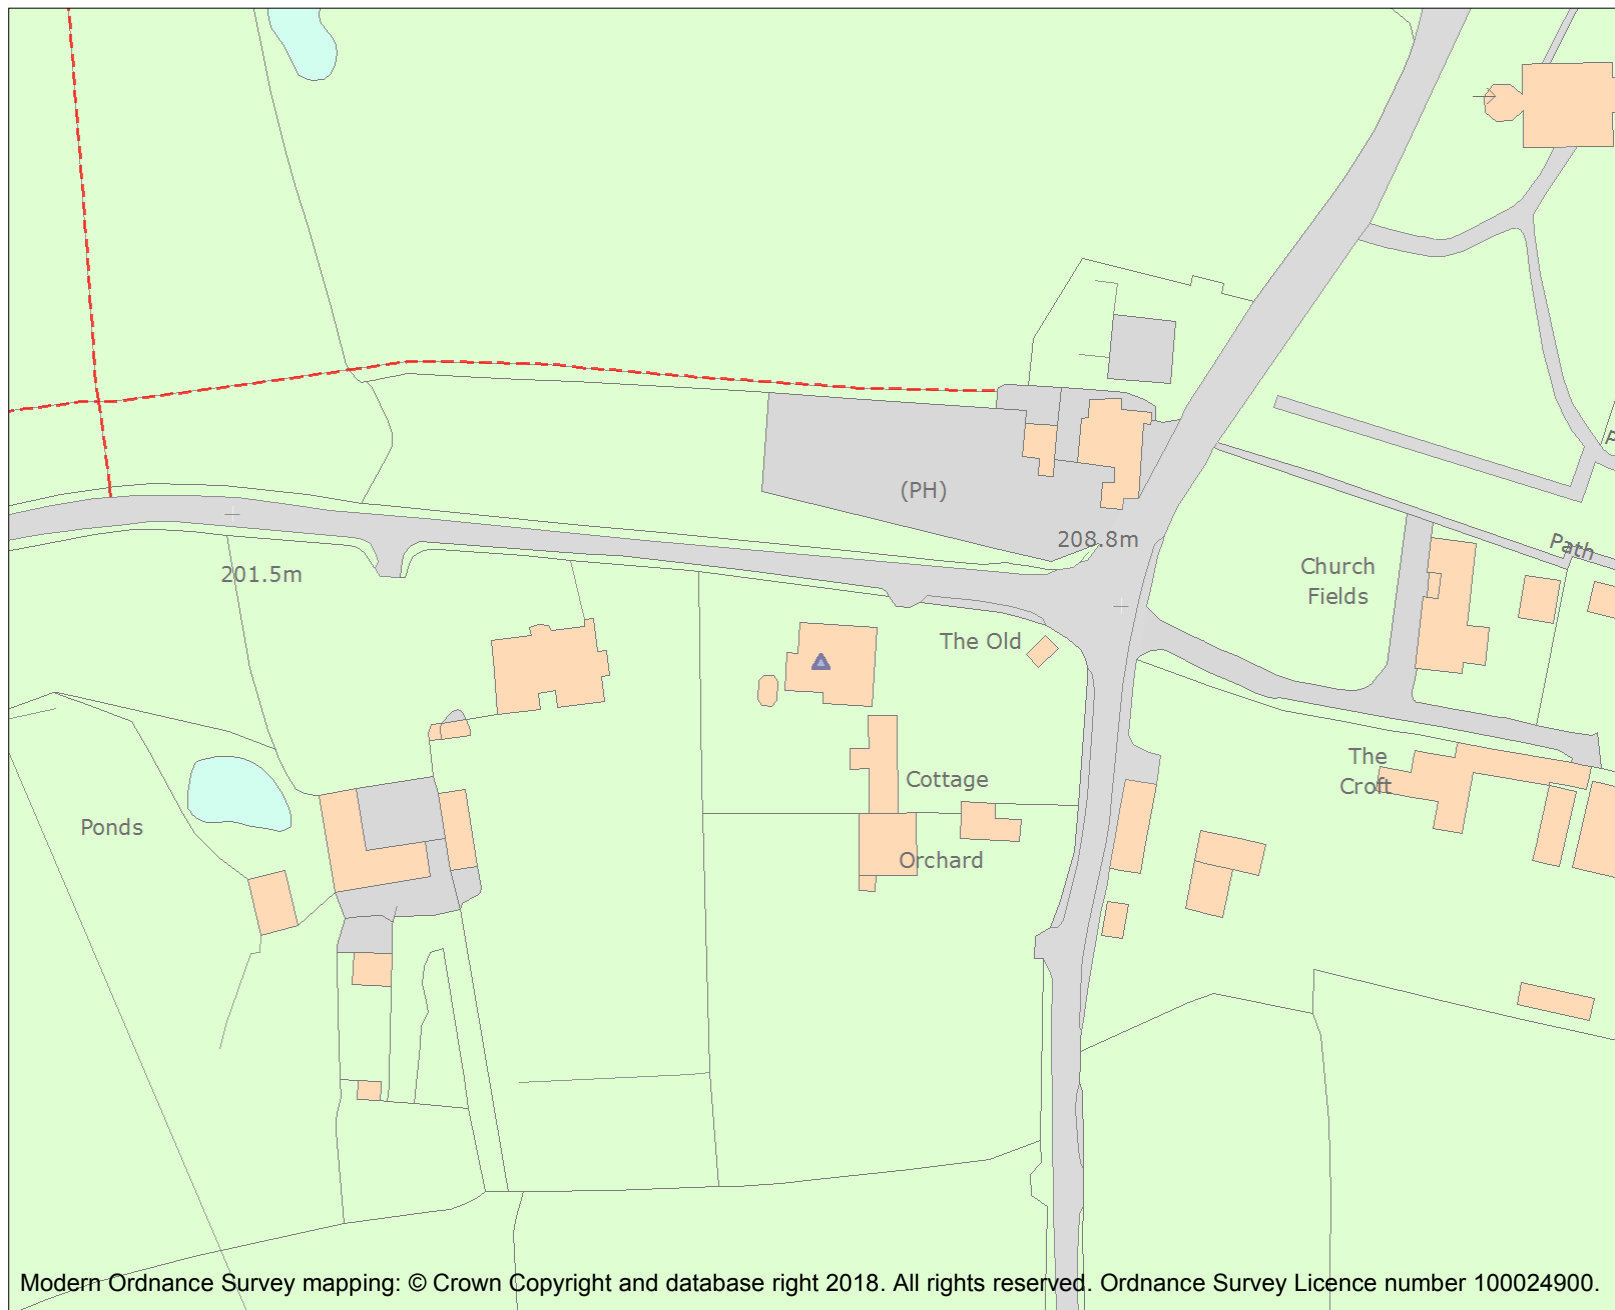 P
(PH)
208.8m
Path
Church
Fields
201.5m
The Old
The
Croft
Cottage
Ponds
Orchard
Modern Ordnance Survey mapping: © Crown Copyright and database right 2018. All rights reserved. Ordnance Survey Licence number 100024900.